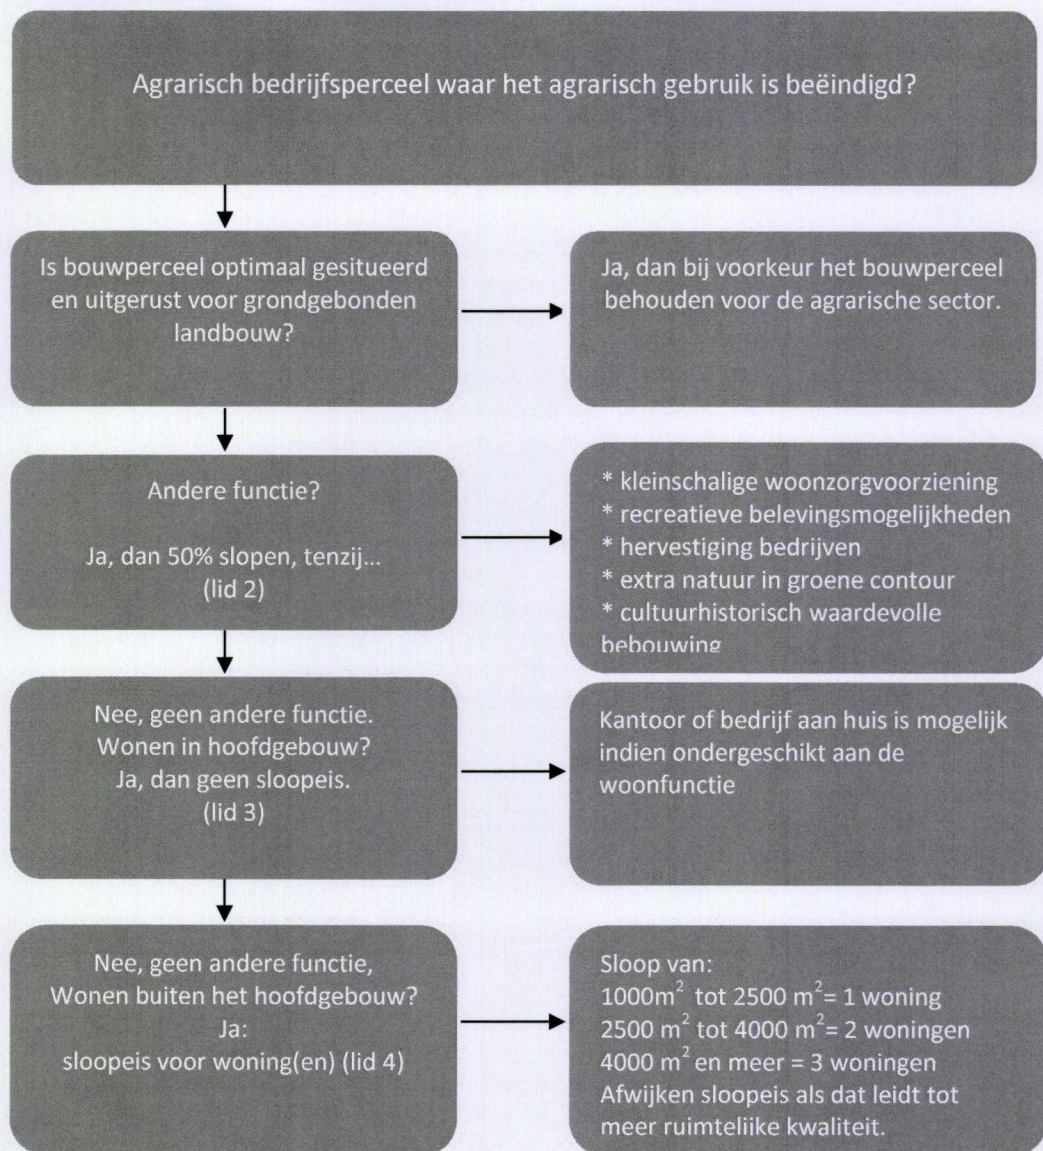 Agrarisch bedrijfsperceel waar het agrarisch gebruik is beëindigd?
Is bouwperceel optimaal gesitueerd
en uitgerust voor grondgebonden
landbouw?
Ja, dan bij voorkeur het bouwperceel
behouden voor de agrarische sector.
Andere functie?
Ja, dan 50% slopen, tenzij...
(lid 2)
* kleinschalige woonzorgvoorziening
* recreatieve belevingsmogelijkheden
* hervestiging bedrijven
* extra natuur in groene contour
* cultuurhistorisch waardevolle
bebouwing
Nee, geen andere functie.
Wonen in hoofdgebouw?
Ja, dan geen sloopeis.
(lid 3)
Kantoor of bedrijf aan huis is mogelijk
indien ondergeschikt aan de
woonfunctie
Nee, geen andere functie,
Wonen buiten het hoofdgebouw?
Ja:
sloopeis voor woning(en) (lid 4)
Sloop van:
1000m² tot 2500 m²= 1 woning
2500 m² tot 4000 m²= 2 woningen
4000 m² en meer = 3 woningen
Afwijken sloopeis als dat leidt tot
meer ruimtelijke kwaliteit.